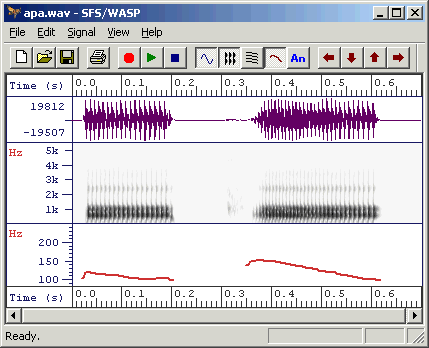 apa.wav - SFS/WASP
File Edit Signal View Help
An
Time (s) 0.0 0.1 0.2 0.3 0.4 0.5 0.6
19812
-19507
Hz 5k
4k
3k
2k
1k
Hz
200
150
100
Time (s) 0.0 0.1 0.2 0.3 0.4 0.5 0.6
Ready.